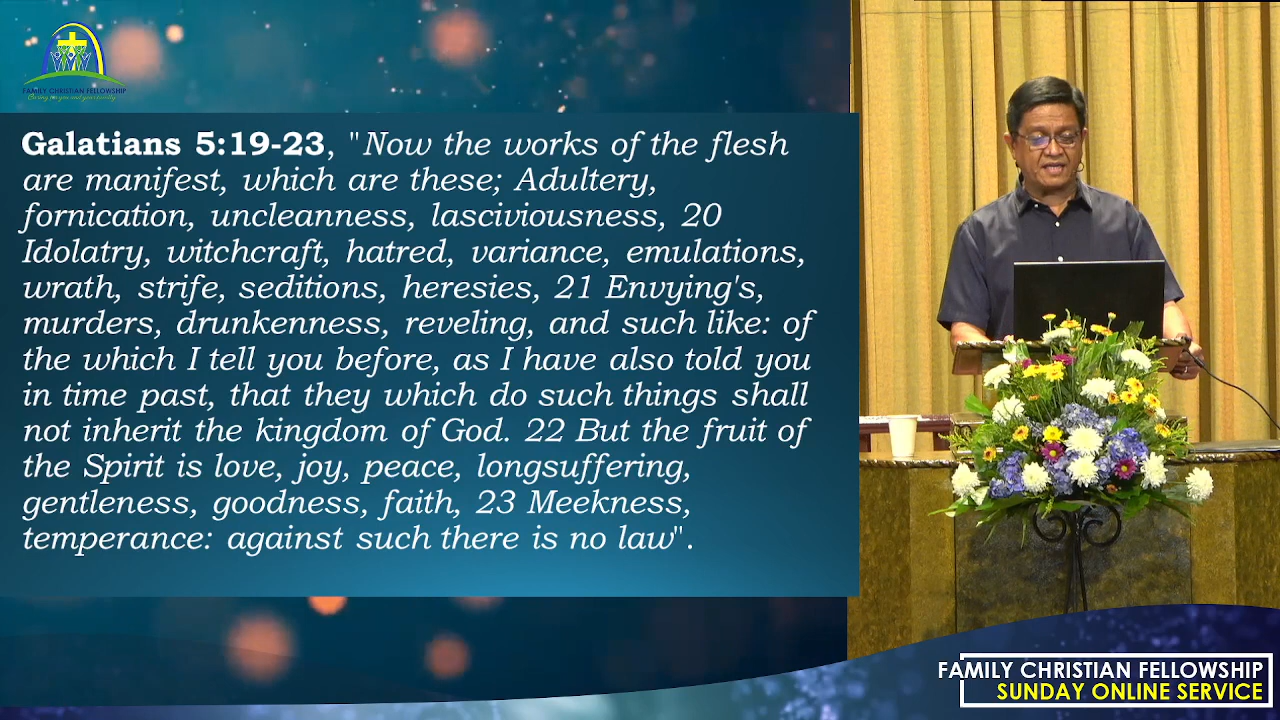 FAMILY CHRISTIAN FELLOWSHIP
Galatians 5:19-23, "Now the works of the flesh
are manifest, which are these; Adultery,
fornication, uncleanness, lasciviousness, 20
Idolatry, witchcraft, hatred, variance, emulations,
wrath, strife, seditions, heresies, 21 Envying's,
murders, drunkenness, reveling, and such like: of
the which I tell you before, as I have also told you
in time past, that they which do such things shall
not inherit the kingdom of God. 22 But the fruit of
the Spirit is love, joy, peace, longsuffering,
gentleness, goodness, faith, 23 Meekness,
temperance: against such there is no law".
FAMILY CHRISTIAN FELLOWSHIP
SUNDAY ONLINE SERVICE